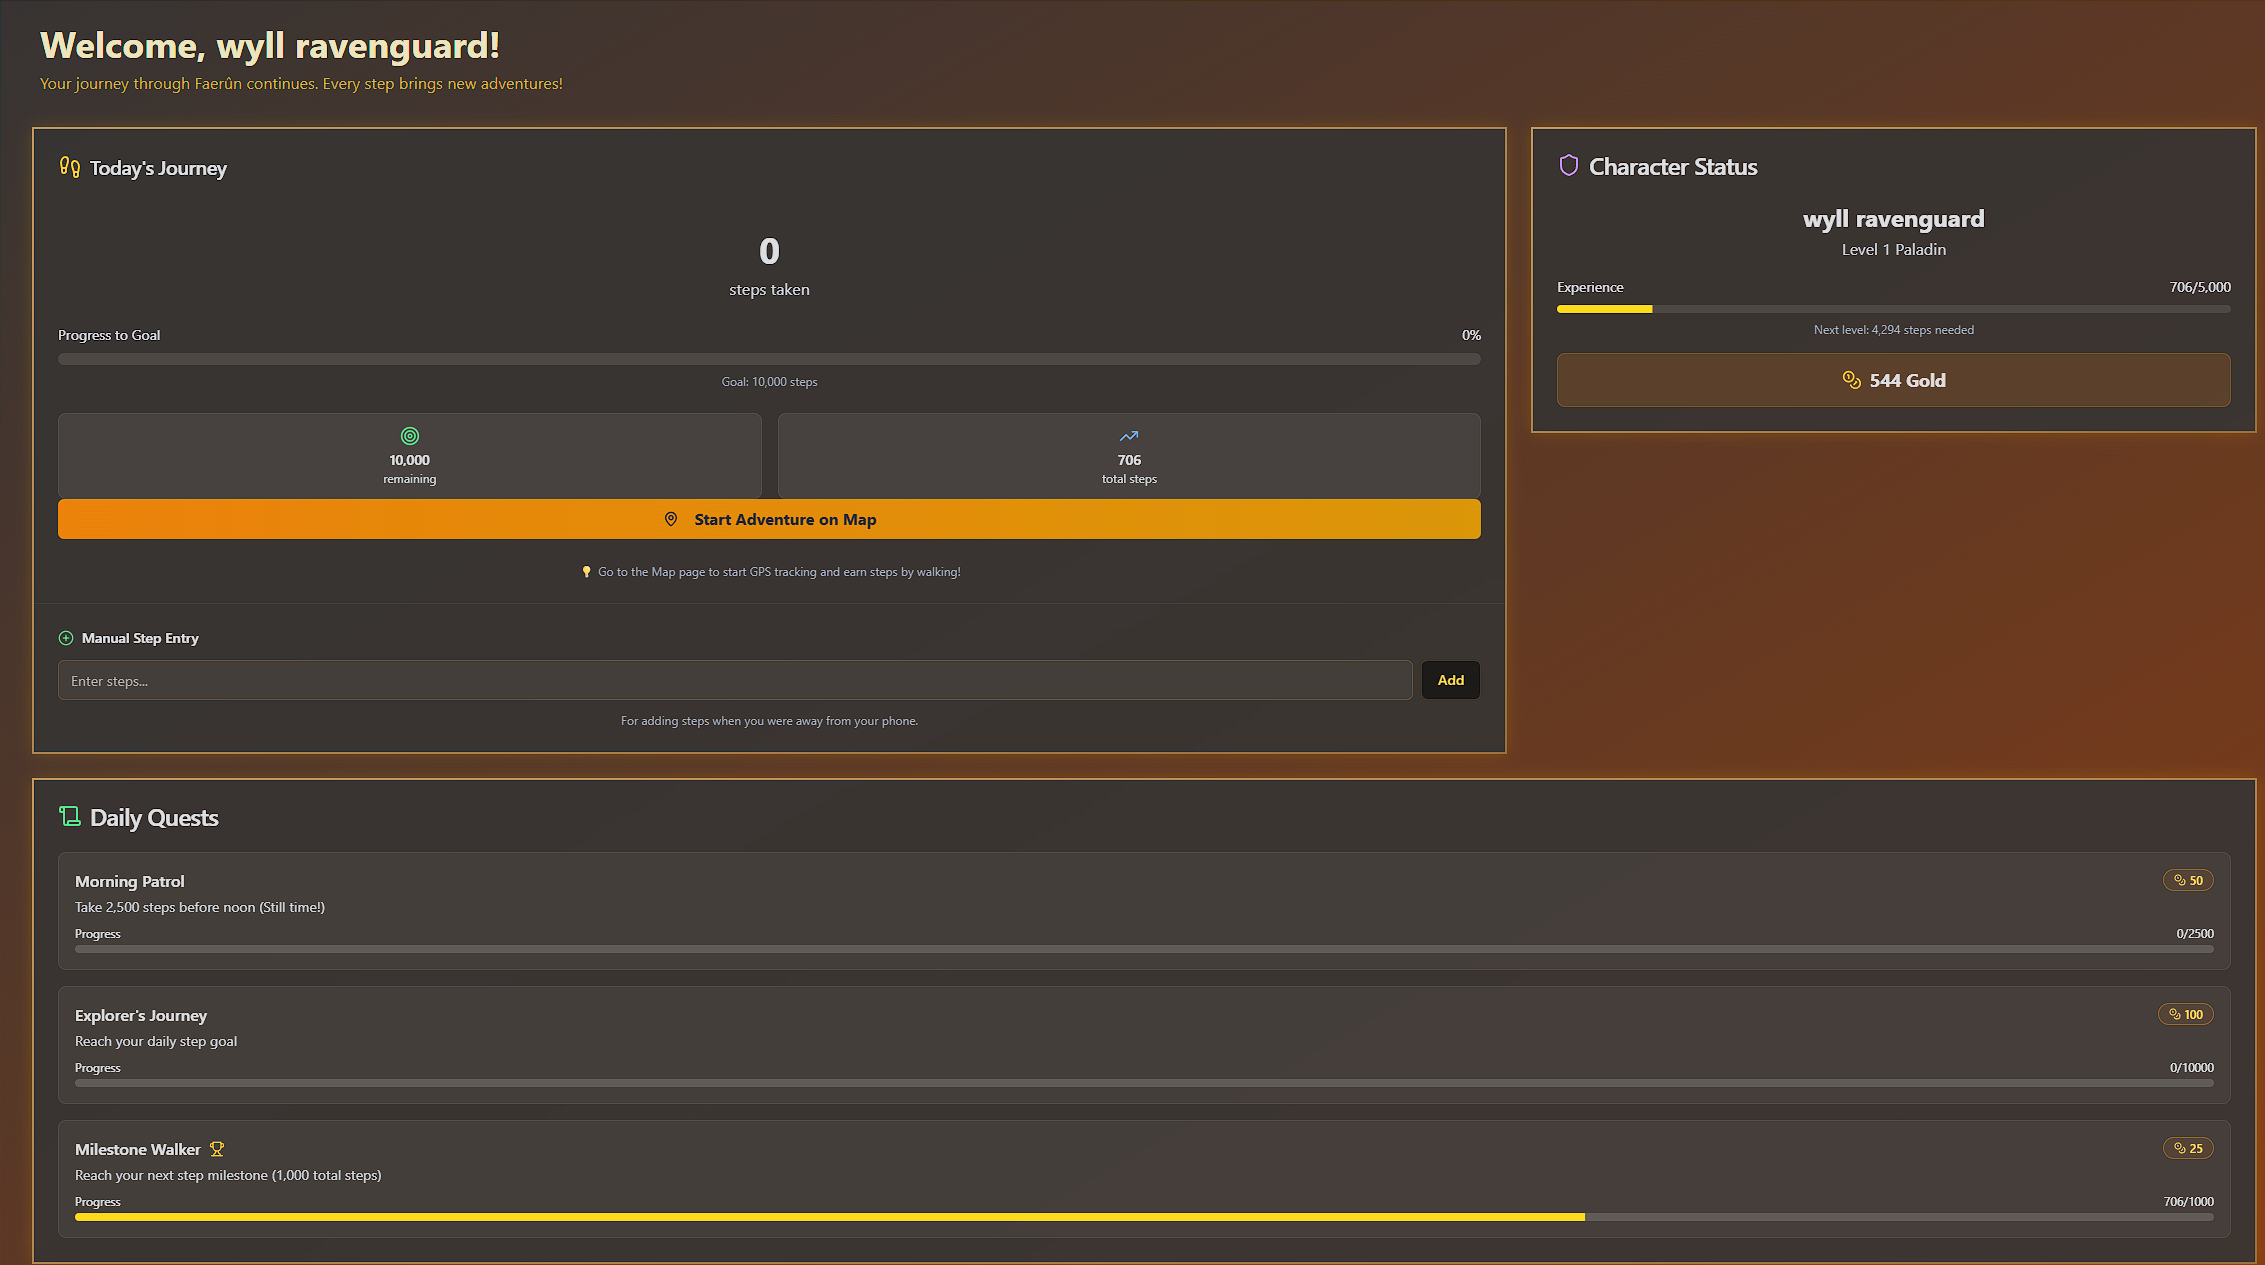 Welcome, wyll ravenguard!
Your journey through Faerûn continues. Every step brings new adventures!
Today's Journey
0
steps taken
Progress to Goal 0%
Goal: 10,000 steps
10,000
remaining
706
total steps
Start Adventure on Map
Go to the Map page to start GPS tracking and earn steps by walking!
Manual Step Entry
Enter steps...
Add
For adding steps when you were away from your phone.
Character Status
wyll ravenguard
Level 1 Paladin
Experience 706/5,000
Next level: 4,294 steps needed
544 Gold
Daily Quests
Morning Patrol 50
Take 2,500 steps before noon (Still time!)
Progress 0/2500
Explorer's Journey 100
Reach your daily step goal
Progress 0/10000
Milestone Walker 25
Reach your next step milestone (1,000 total steps)
Progress 706/1000